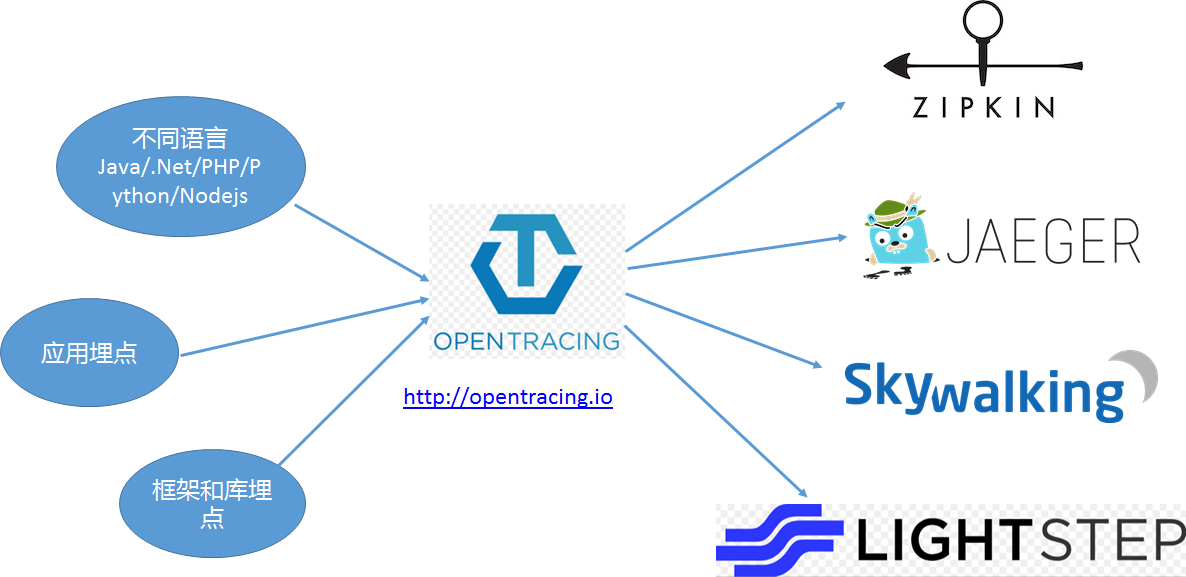 不同语言
Java/.Net/PHP/P
ython/Nodejs
应用埋点
框架和库埋
点
OPENTRACING
http://opentracing.io
ZIPKIN
JAEGER
Skywalking
LIGHTSTEP